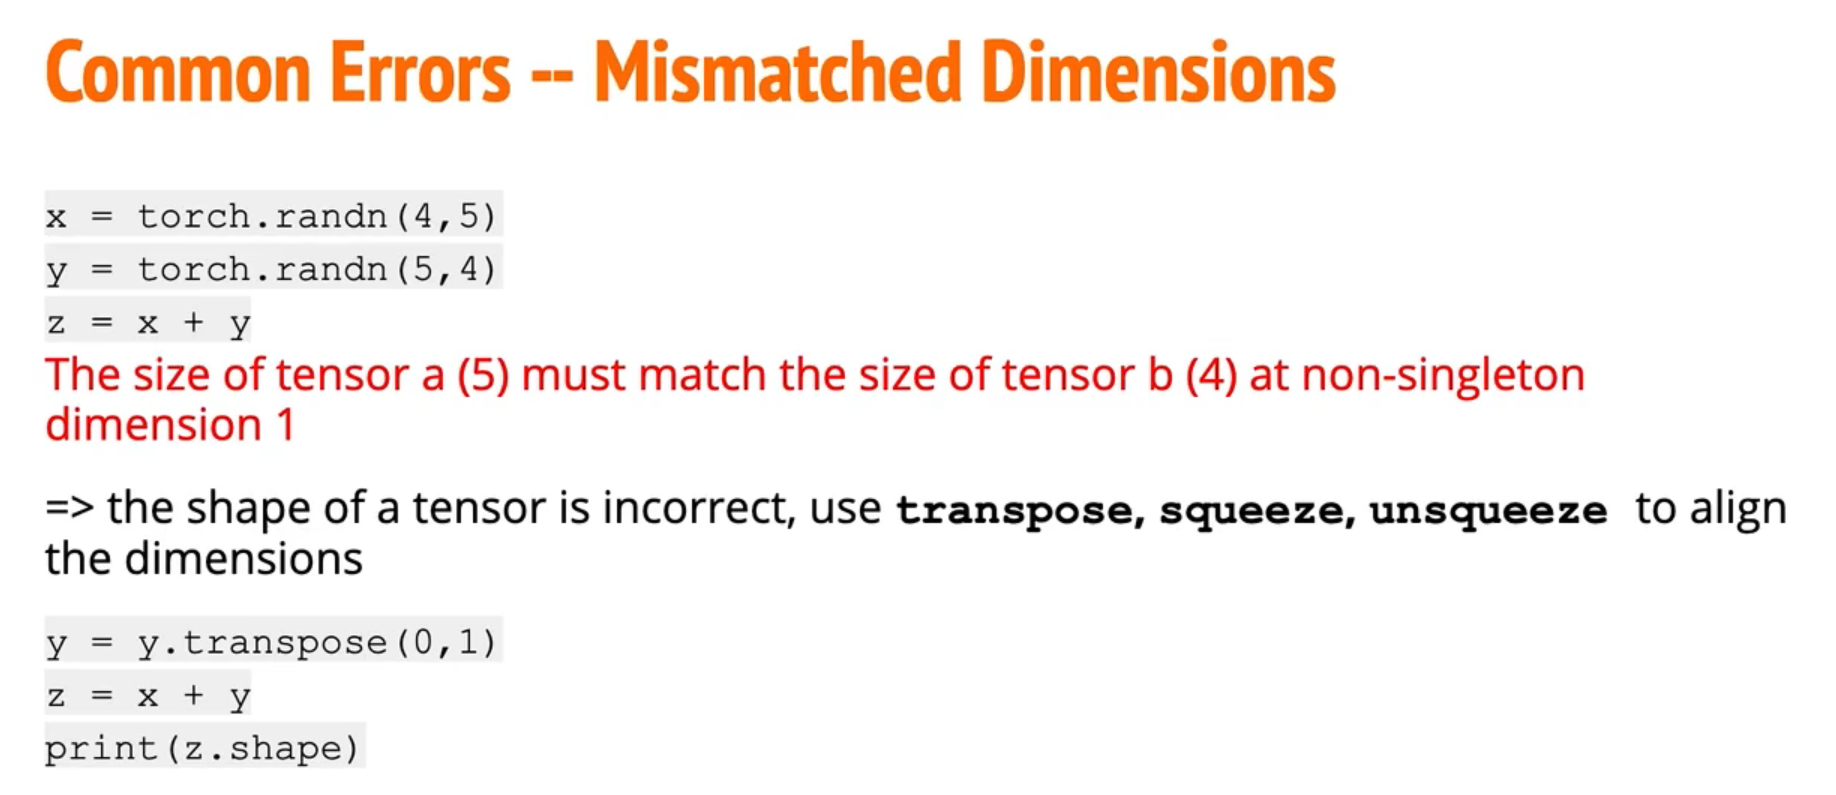 Common Errors -- Mismatched Dimensions
x = torch.randn(4,5)
y = torch.randn(5,4)
z = x + y
The size of tensor a (5) must match the size of tensor b (4) at non-singleton
dimension 1
=> the shape of a tensor is incorrect, use transpose, squeeze, unsqueeze to align
the dimensions
y = y.transpose(0,1)
z = x + y
print(z.shape)